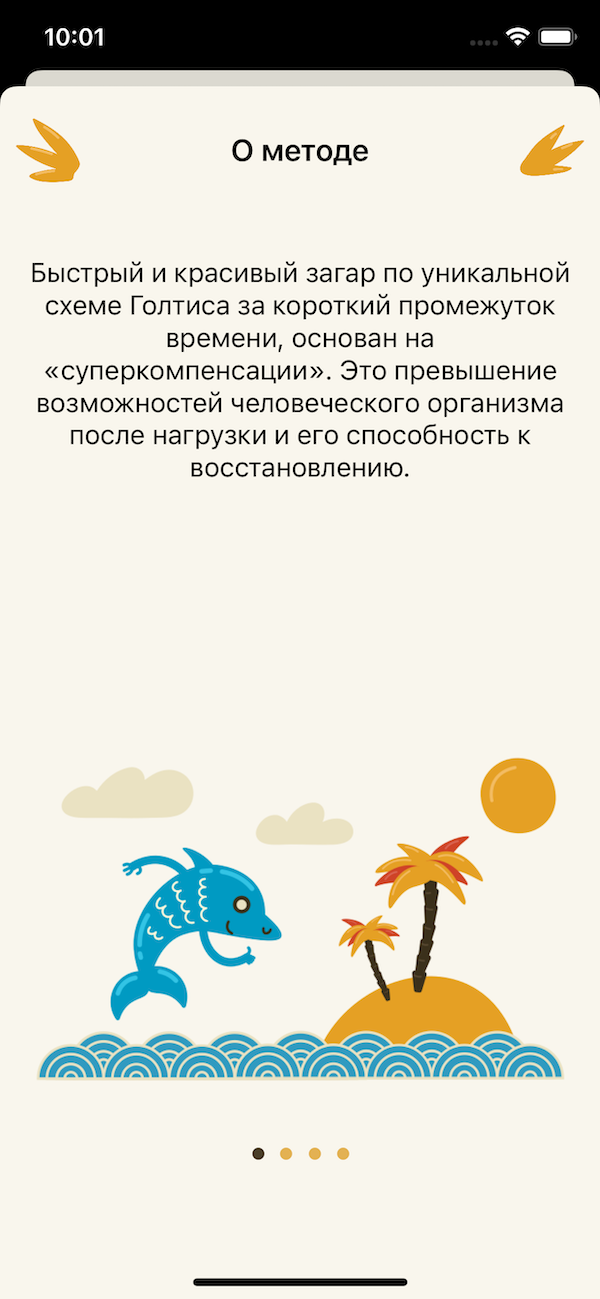 10:01
О методе
Быстрый и красивый загар по уникальной
схеме Голтиса за короткий промежуток
времени, основан на
«суперкомпенсации». Это превышение
возможностей человеческого организма
после нагрузки и его способность к
восстановлению.